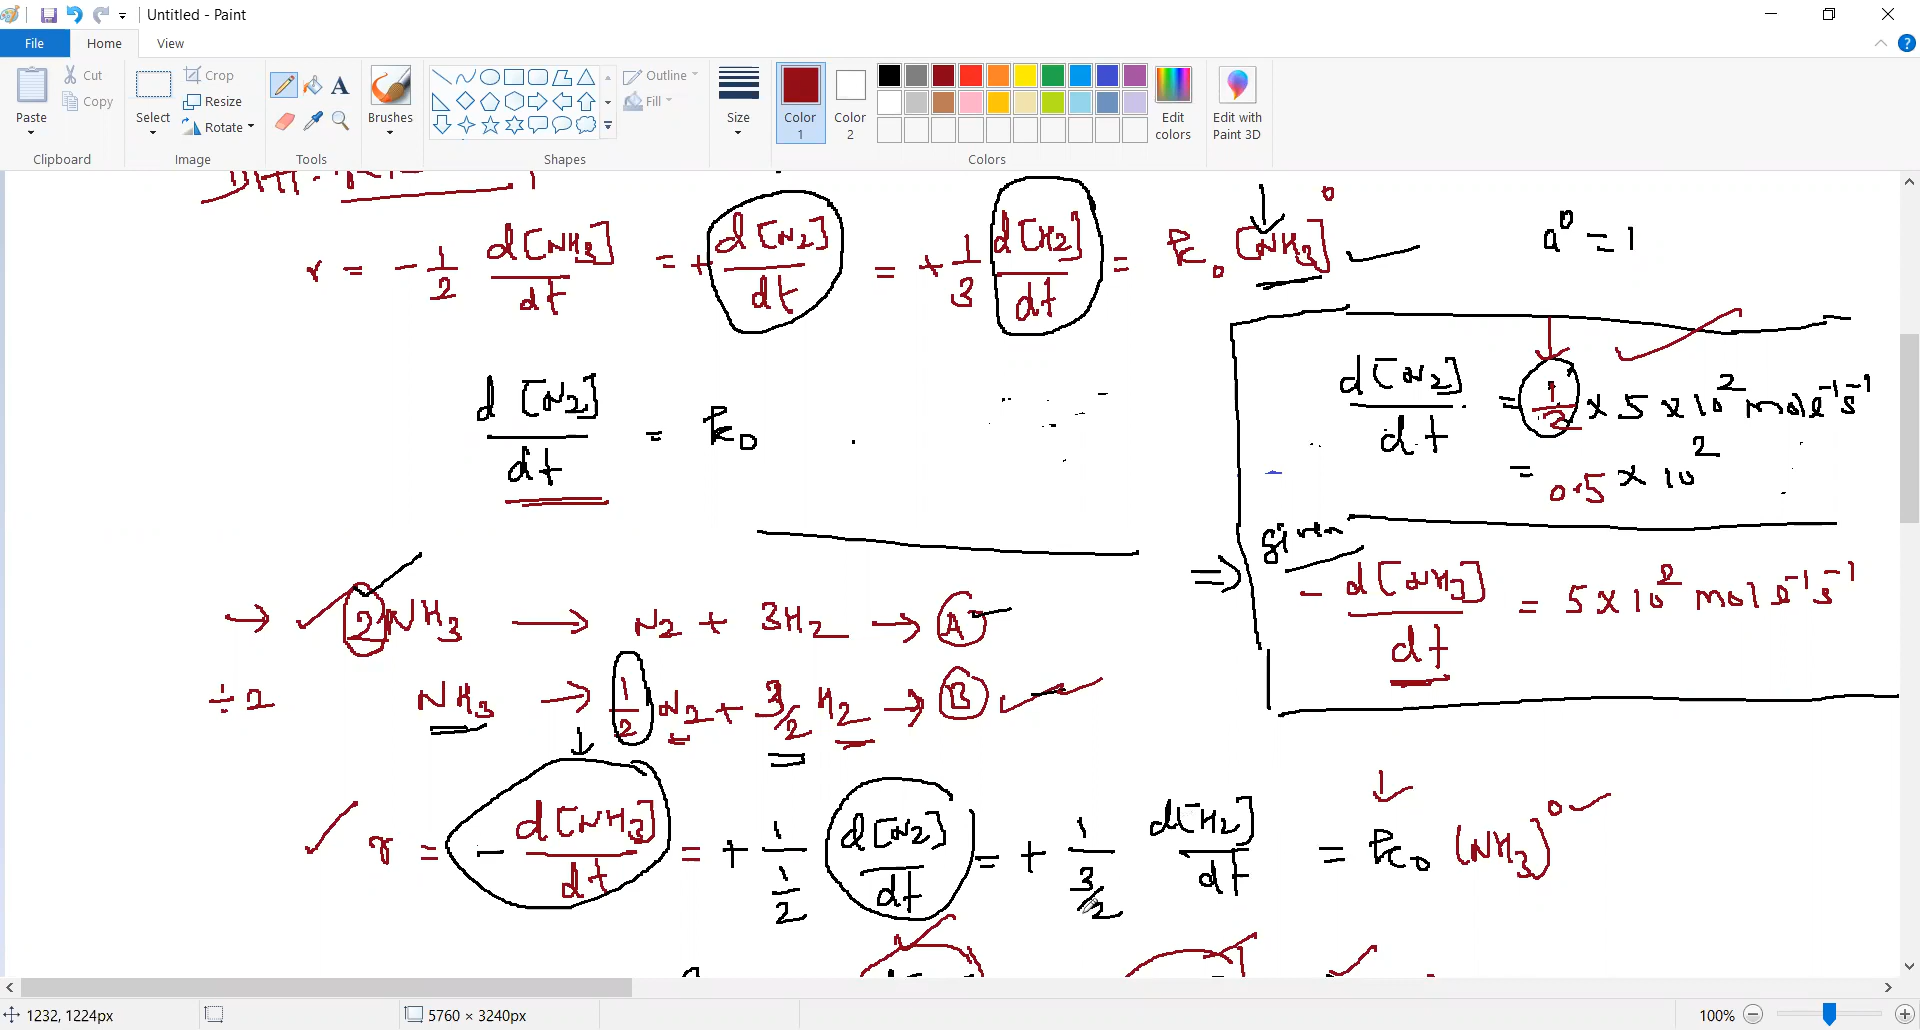 Untitled - Paint
File Home View
Cut
Copy
Paste
Clipboard
Select
Crop
Resize
Rotate
Image
Tools
Brushes
Shapes
Outline
Fill
Size
Color 1
Color 2
Colors
Edit colors
Edit with Paint 3D
r = - 1/2 d[NH3]/dt = + d[N2]/dt = + 1/3 d[H2]/dt = k0 [NH3]^0
a^0 = 1
d[N2]/dt = k0
d[N2]/dt = 1/2 × 5 × 10^2 mol l^-1 s^-1
= 0.5 × 10^2
given
- d[NH3]/dt = 5 × 10^2 mol l^-1 s^-1
→ 2NH3 → N2 + 3H2 → A
÷ 2 NH3 → 1/2 N2 + 3/2 H2 → B
r = - d[NH3]/dt = + 1/(1/2) d[N2]/dt = + 1/(3/2) d[H2]/dt = k0 (NH3)^0
1232, 1224px
5760 × 3240px
100%